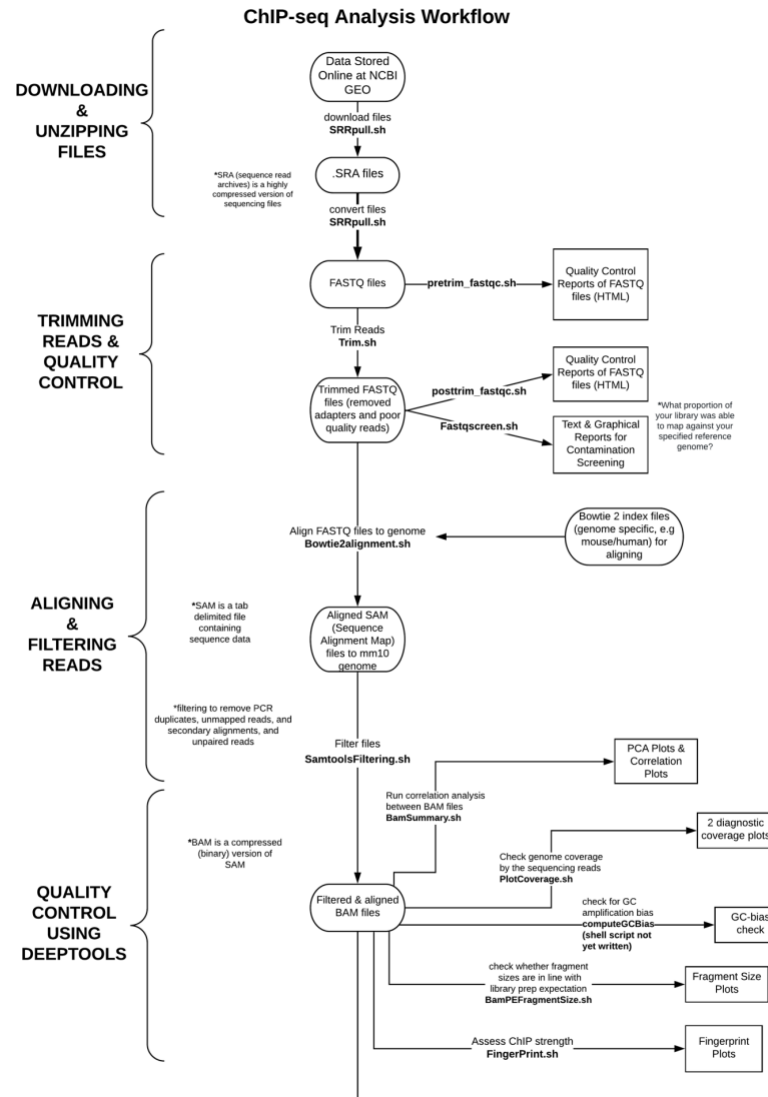 ChIP-seq Analysis Workflow
DOWNLOADING
&
UNZIPPING
FILES
Data Stored
Online at NCBI
GEO
download files
SRRpull.sh
*SRA (sequence read
archives) is a highly
compressed version of
sequencing files
.SRA files
convert files
SRRpull.sh
TRIMMING
READS &
QUALITY
CONTROL
FASTQ files
pretrim_fastqc.sh
Quality Control
Reports of FASTQ
files (HTML)
Trim Reads
Trim.sh
Trimmed FASTQ
files (removed
adapters and poor
quality reads)
posttrim_fastqc.sh
Quality Control
Reports of FASTQ
files (HTML)
Fastqscreen.sh
Text & Graphical
Reports for
Contamination
Screening
*What proportion of
your library was able
to map against your
specified reference
genome?
ALIGNING
&
FILTERING
READS
Align FASTQ files to genome
Bowtie2alignment.sh
Bowtie 2 index files
(genome specific, e.g
mouse/human) for
aligning
*SAM is a tab
delimited file
containing
sequence data
Aligned SAM
(Sequence
Alignment Map)
files to mm10
genome
*filtering to remove PCR
duplicates, unmapped reads, and
secondary alignments, and
unpaired reads
Filter files
SamtoolsFiltering.sh
QUALITY
CONTROL
USING
DEEPTOOLS
*BAM is a compressed
(binary) version of
SAM
Filtered & aligned
BAM files
Run correlation analysis
between BAM files
BamSummary.sh
PCA Plots &
Correlation
Plots
Check genome coverage
by the sequencing reads
PlotCoverage.sh
2 diagnostic
coverage plots
check for GC
amplification bias
computeGCBias
(shell script not
yet written)
GC-bias
check
check whether fragment
sizes are in line with
library prep expectation
BamPEFragmentSize.sh
Fragment Size
Plots
Assess ChIP strength
FingerPrint.sh
Fingerprint
Plots